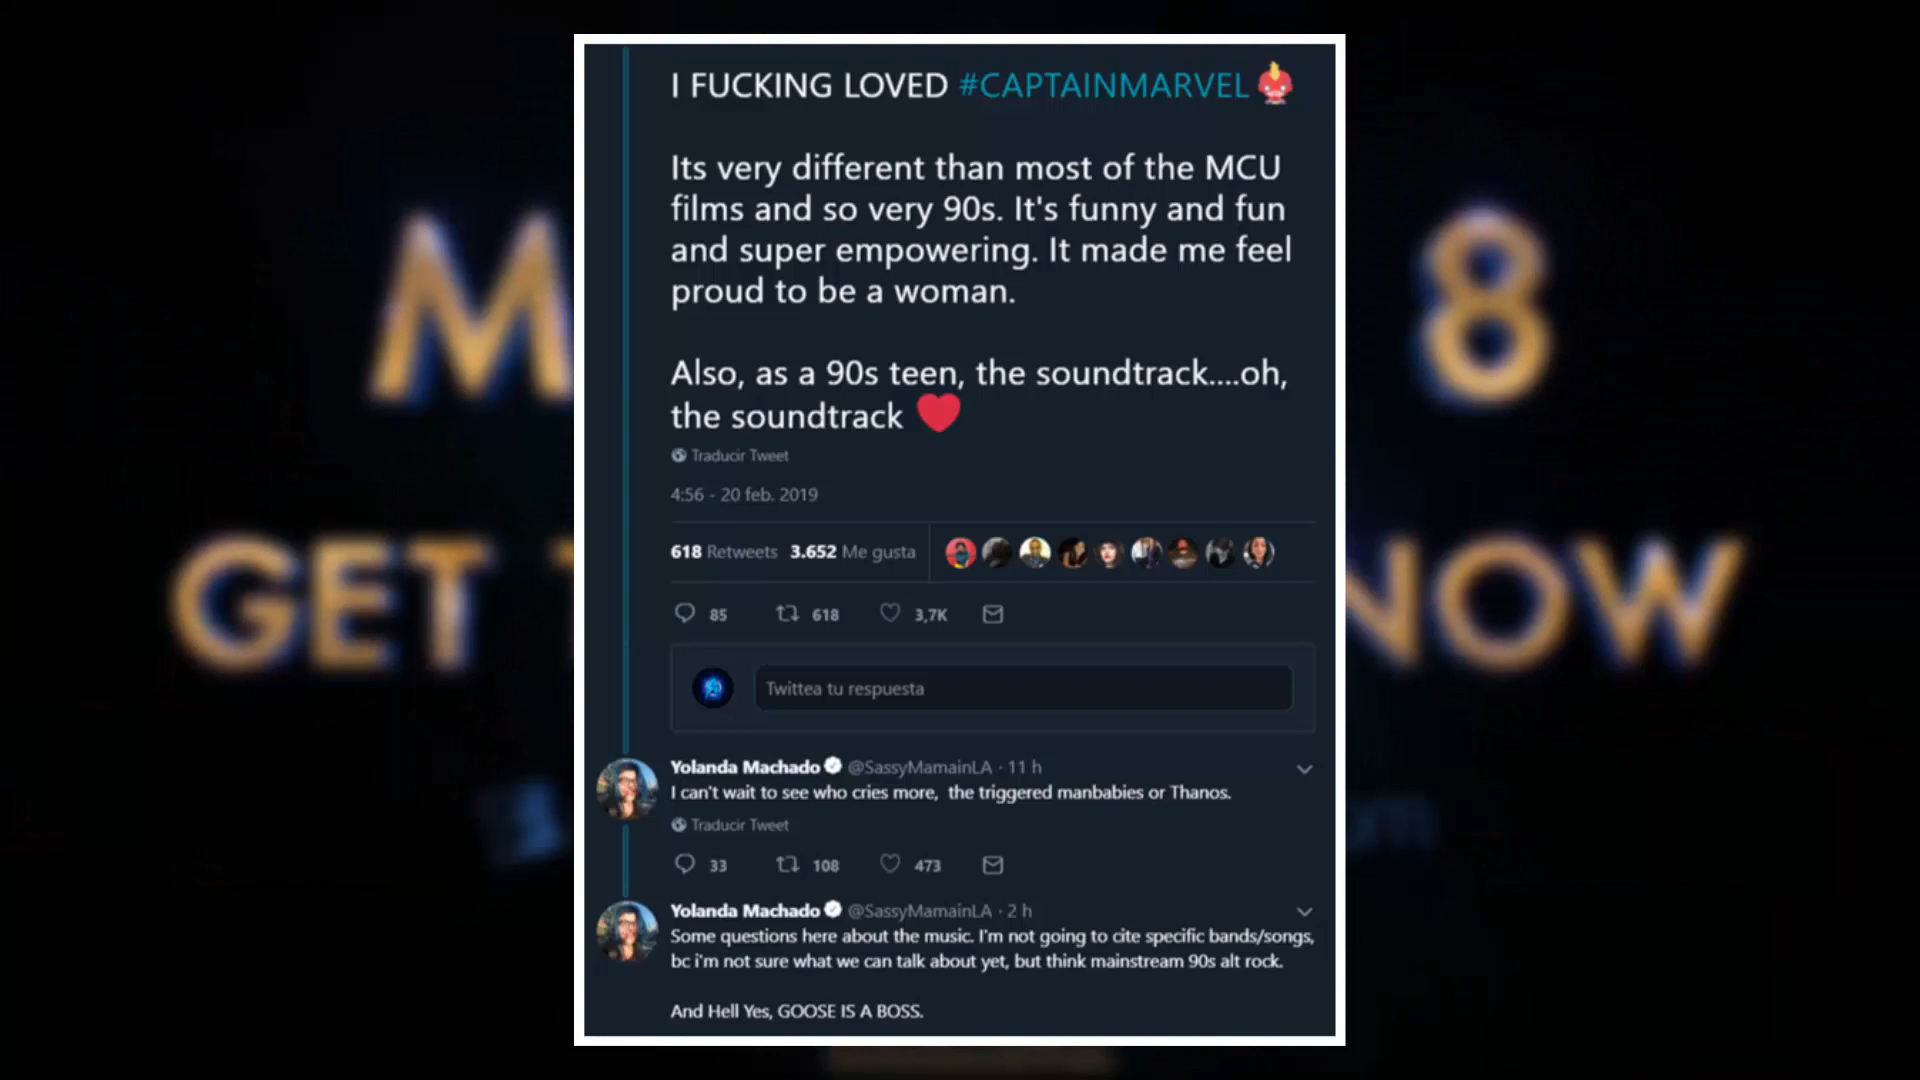 I FUCKING LOVED #CAPTAINMARVEL
Its very different than most of the MCU
films and so very 90s. It's funny and fun
and super empowering. It made me feel
proud to be a woman.
Also, as a 90s teen, the soundtrack....oh,
the soundtrack
Traducir Tweet
4:56 - 20 feb. 2019
618 Retweets 3.652 Me gusta
85 618 3,7K
Twittea tu respuesta
Yolanda Machado @SassyMamainLA · 11 h
I can't wait to see who cries more, the triggered manbabies or Thanos.
Traducir Tweet
33 108 473
Yolanda Machado @SassyMamainLA · 2 h
Some questions here about the music. I'm not going to cite specific bands/songs,
bc i'm not sure what we can talk about yet, but think mainstream 90s alt rock.
And Hell Yes, GOOSE IS A BOSS.
M 8
GET T NOW